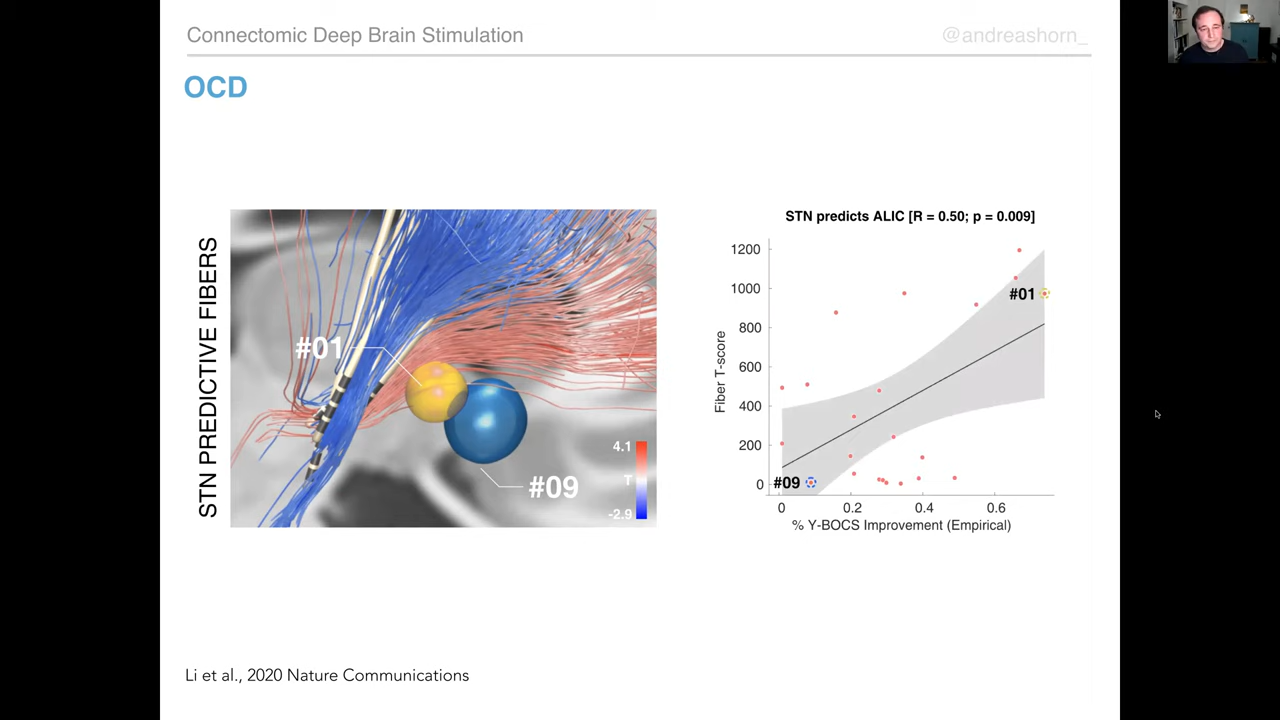 Connectomic Deep Brain Stimulation
@andreashorn_
OCD
STN PREDICTIVE FIBERS
#01
#09
4.1
T
-2.9
STN predicts ALIC [R = 0.50; p = 0.009]
Fiber T-score
1200
1000
800
600
400
200
0
#01
#09
0 0.2 0.4 0.6
% Y-BOCS Improvement (Empirical)
Li et al., 2020 Nature Communications